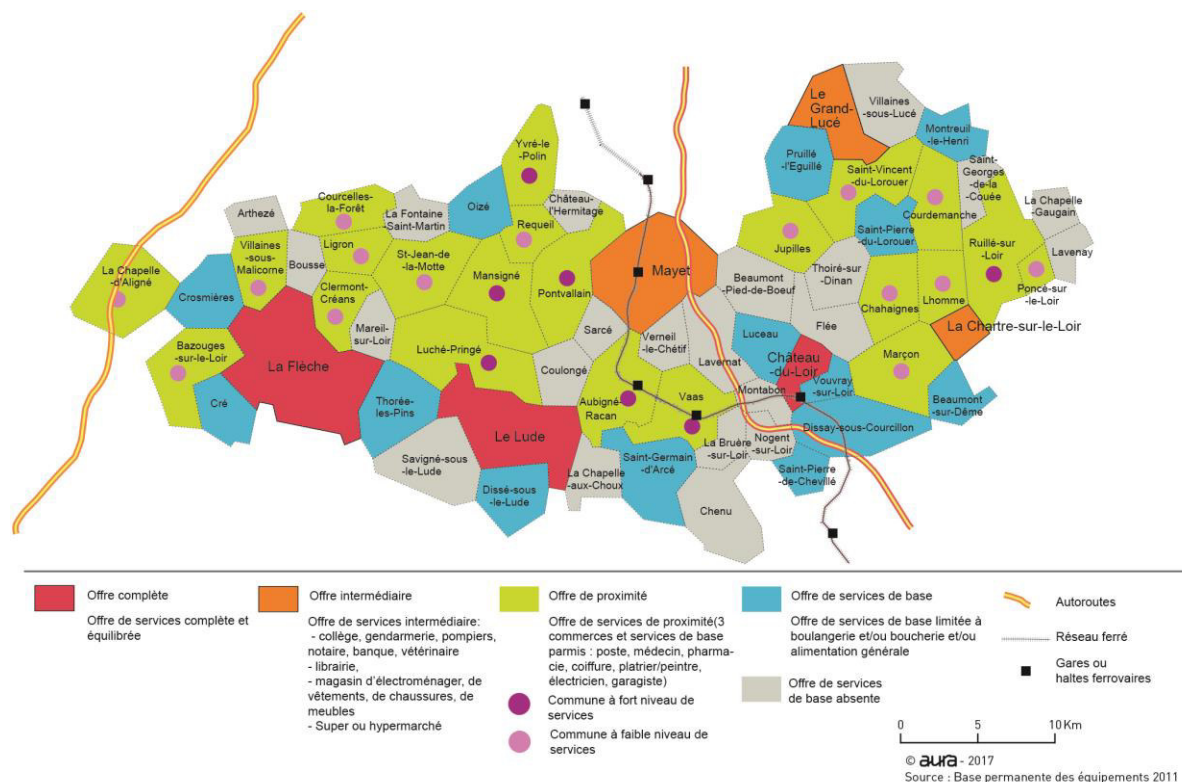 Le
Grand-
Lucé
Villaines
-sous-Lucé
Montreuil
-le-Henri
Yvré-le
-Polin
Pruillé
-l'Eguillé
Saint-Vincent
-du-Lorouer
Saint-
Georges
-de-la
-Couée
Courcelles
-la-Forêt
Arthezé
La Fontaine
Saint-Martin
Oizé
Château
-l'Hermitage
Requeil
Courdemanche
La Chapelle
-Gaugain
Saint-Pierre
-du-Lorouer
Villaines
-sous-
Malicorne
Ligron
Bousse
St-Jean-de
-la-Motte
Jupilles
Ruillé-sur
-Loir
Lavenay
La Chapelle
-d'Aligné
Crosmières
Clermont-
Créans
Mansigné
Pontvallain
Mayet
Beaumont
-Pied-de-Boeuf
Thoiré-sur
-Dinan
Chahaignes
Lhomme
Poncé-sur
-le-Loir
Mareil-
sur-Loir
Sarcé
Verneil
-le-Chétif
Luceau
Flée
La Chartre-sur-le-Loir
Bazouges
-sur-le-Loir
La Flèche
Luché-Pringé
Coulongé
Lavernat
Château
-du-Loir
Marçon
Cré
Thorée
-les-Pins
Aubigné
-Racan
Vaas
Montabon
Vouvray
-sur-Loir
Beaumont
-sur-Dême
Le Lude
Savigné-sous
-le-Lude
La Chapelle
-aux-Choux
Saint-Germain
-d'Arcé
La Bruère
-sur-Loir
Nogent
-sur-Loir
Dissay-sous-Courcillon
Dissé-sous
-le-Lude
Saint-Pierre
-de-Chevillé
Chenu
Offre complète
Offre de services complète et
équilibrée
Offre intermédiaire
Offre de services intermédiaire:
- collège, gendarmerie, pompiers,
notaire, banque, vétérinaire
- librairie,
- magasin d'électroménager, de
vêtements, de chaussures, de
meubles
- Super ou hypermarché
Offre de proximité
Offre de services de proximité(3
commerces et services de base
parmis : poste, médecin, pharma-
cie, coiffure, platrier/peintre,
électricien, garagiste)
Commune à fort niveau de
services
Commune à faible niveau de
services
Offre de services de base
Offre de services de base limitée à
boulangerie et/ou boucherie et/ou
alimentation générale
Offre de services
de base absente
Autoroutes
Réseau ferré
Gares ou
haltes ferrovaires
0 5 10 Km
© aura - 2017
Source : Base permanente des équipements 2011